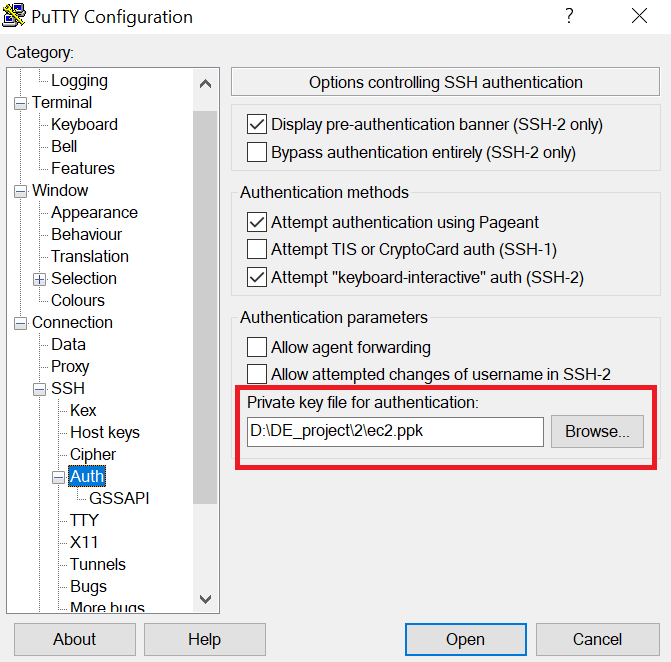 PuTTY Configuration
?
Category:
Logging
Terminal
Keyboard
Bell
Features
Window
Appearance
Behaviour
Translation
Selection
Colours
Connection
Data
Proxy
SSH
Kex
Host keys
Cipher
Auth
GSSAPI
TTY
X11
Tunnels
Bugs
More bugs
Options controlling SSH authentication
Display pre-authentication banner (SSH-2 only)
Bypass authentication entirely (SSH-2 only)
Authentication methods
Attempt authentication using Pageant
Attempt TIS or CryptoCard auth (SSH-1)
Attempt "keyboard-interactive" auth (SSH-2)
Authentication parameters
Allow agent forwarding
Allow attempted changes of username in SSH-2
Private key file for authentication:
D:\DE_project\2\ec2.ppk
Browse...
About
Help
Open
Cancel